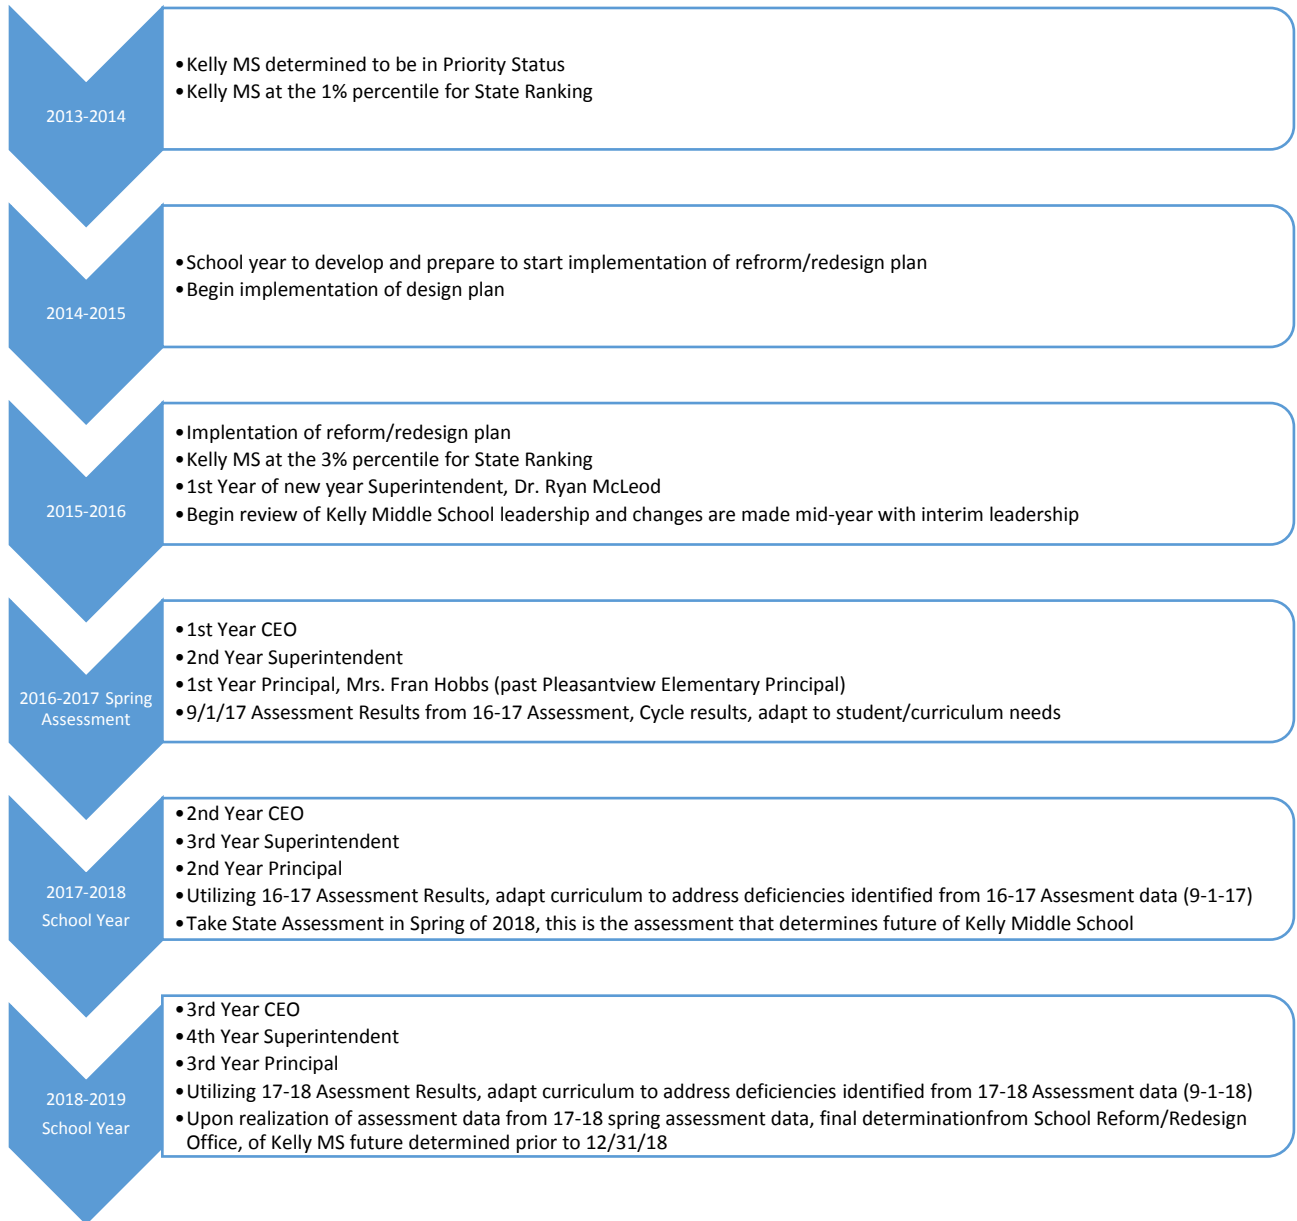 2013-2014
•Kelly MS determined to be in Priority Status
•Kelly MS at the 1% percentile for State Ranking
2014-2015
•School year to develop and prepare to start implementation of refrorm/redesign plan
•Begin implementation of design plan
2015-2016
•Implentation of reform/redesign plan
•Kelly MS at the 3% percentile for State Ranking
•1st Year of new year Superintendent, Dr. Ryan McLeod
•Begin review of Kelly Middle School leadership and changes are made mid-year with interim leadership
2016-2017 Spring
Assessment
•1st Year CEO
•2nd Year Superintendent
•1st Year Principal, Mrs. Fran Hobbs (past Pleasantview Elementary Principal)
•9/1/17 Assessment Results from 16-17 Assessment, Cycle results, adapt to student/curriculum needs
2017-2018
School Year
•2nd Year CEO
•3rd Year Superintendent
•2nd Year Principal
•Utilizing 16-17 Assessment Results, adapt curriculum to address deficiencies identified from 16-17 Assesment data (9-1-17)
•Take State Assessment in Spring of 2018, this is the assessment that determines future of Kelly Middle School
2018-2019
School Year
•3rd Year CEO
•4th Year Superintendent
•3rd Year Principal
•Utilizing 17-18 Asessment Results, adapt curriculum to address deficiencies identified from 17-18 Assessment data (9-1-18)
•Upon realization of assessment data from 17-18 spring assessment data, final determinationfrom School Reform/Redesign
Office, of Kelly MS future determined prior to 12/31/18